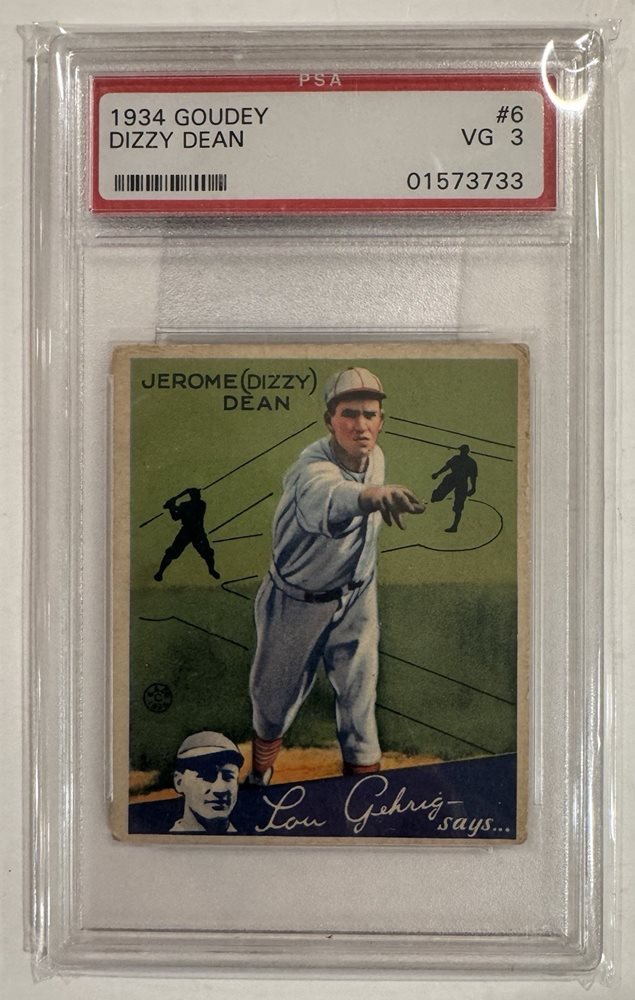 PSA
1934 GOUDEY #6
DIZZY DEAN VG 3
01573733
JEROME (DIZZY)
DEAN
Lou Gehrig—
says...